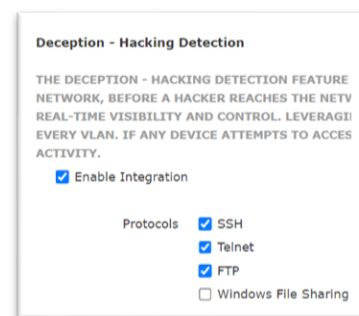 Deception - Hacking Detection
THE DECEPTION - HACKING DETECTION FEATURE
NETWORK, BEFORE A HACKER REACHES THE NETW
REAL-TIME VISIBILITY AND CONTROL. LEVERAGI
EVERY VLAN. IF ANY DEVICE ATTEMPTS TO ACCES
ACTIVITY.
Enable Integration
Protocols SSH
Telnet
FTP
Windows File Sharing